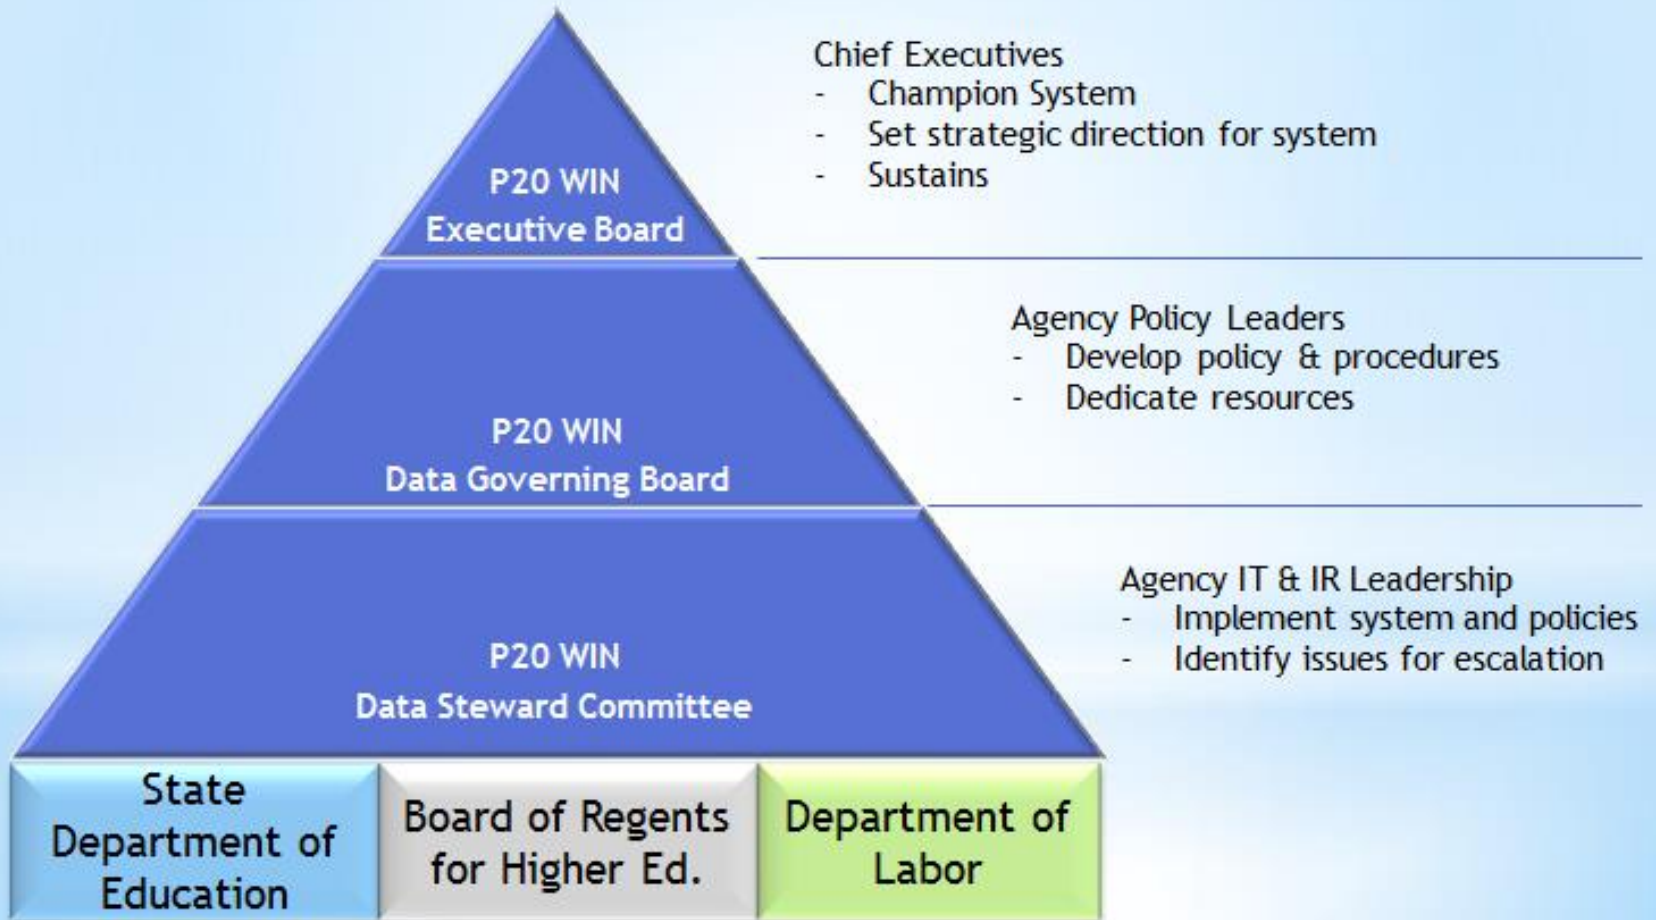 P20 WIN
Executive Board
Chief Executives
- Champion System
- Set strategic direction for system
- Sustains
P20 WIN
Data Governing Board
Agency Policy Leaders
- Develop policy & procedures
- Dedicate resources
P20 WIN
Data Steward Committee
Agency IT & IR Leadership
- Implement system and policies
- Identify issues for escalation
State
Department of
Education
Board of Regents
for Higher Ed.
Department of
Labor